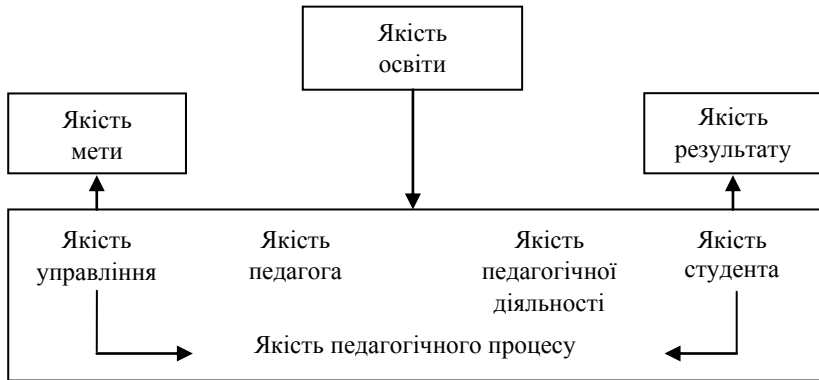 Якість
освіти
Якість
мети
Якість
результату
Якість
управління
Якість
педагога
Якість
педагогічної
діяльності
Якість
студента
Якість педагогічного процесу